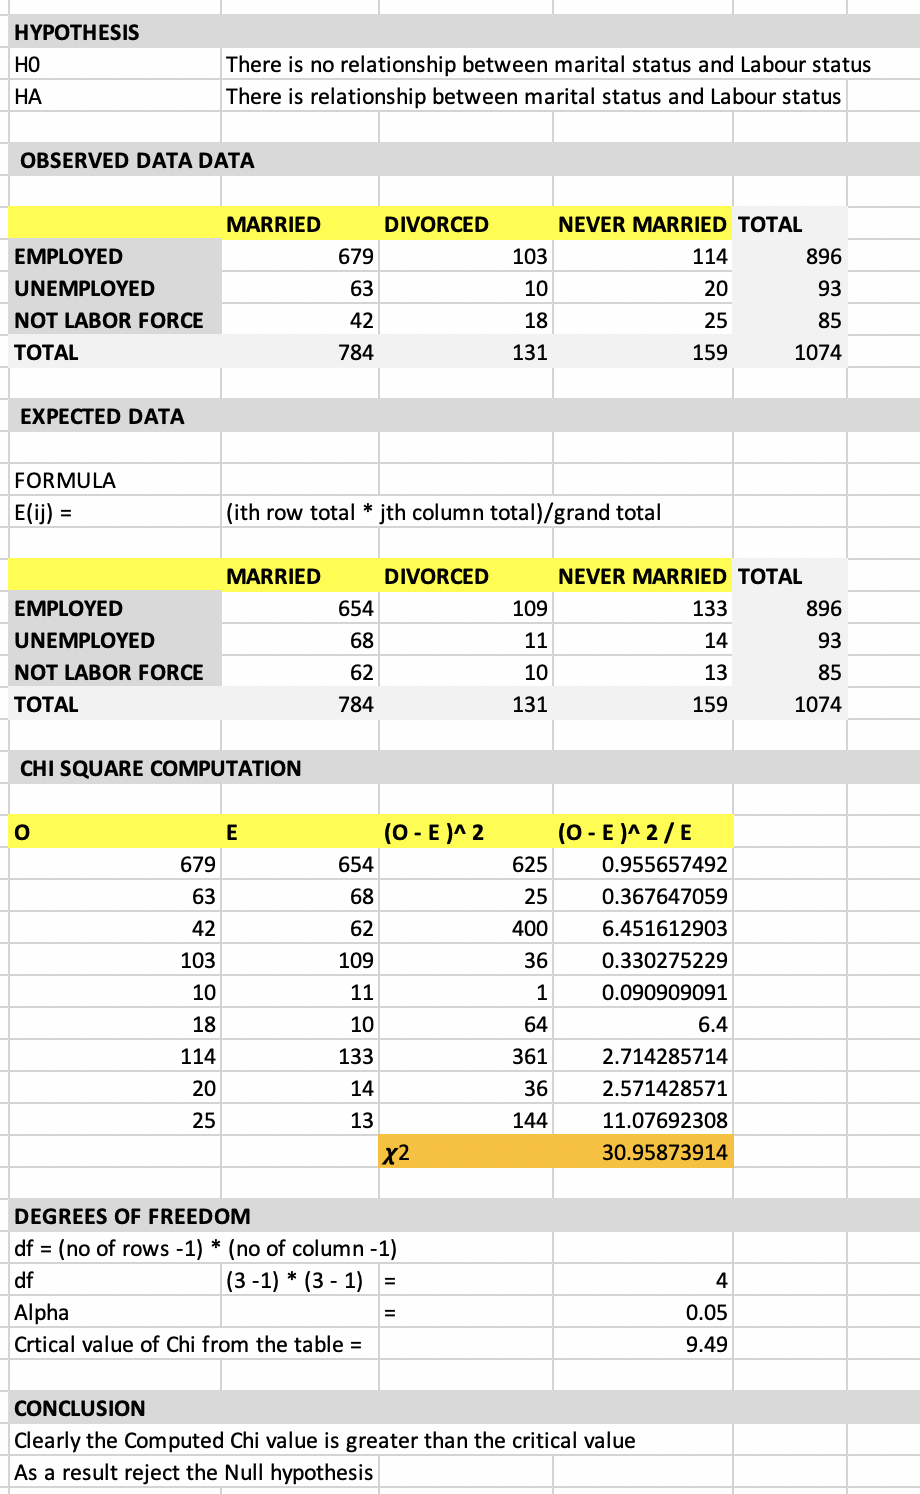 HYPOTHESIS
H0 There is no relationship between marital status and Labour status
HA There is relationship between marital status and Labour status
OBSERVED DATA DATA
MARRIED DIVORCED NEVER MARRIED TOTAL
EMPLOYED 679 103 114 896
UNEMPLOYED 63 10 20 93
NOT LABOR FORCE 42 18 25 85
TOTAL 784 131 159 1074
EXPECTED DATA
FORMULA
E(ij) = (ith row total * jth column total)/grand total
MARRIED DIVORCED NEVER MARRIED TOTAL
EMPLOYED 654 109 133 896
UNEMPLOYED 68 11 14 93
NOT LABOR FORCE 62 10 13 85
TOTAL 784 131 159 1074
CHI SQUARE COMPUTATION
O E (O - E )^ 2 (O - E )^ 2 / E
679 654 625 0.955657492
63 68 25 0.367647059
42 62 400 6.451612903
103 109 36 0.330275229
10 11 1 0.090909091
18 10 64 6.4
114 133 361 2.714285714
20 14 36 2.571428571
25 13 144 11.07692308
χ2 30.95873914
DEGREES OF FREEDOM
df = (no of rows -1) * (no of column -1)
df (3 -1) * (3 - 1) = 4
Alpha = 0.05
Crtical value of Chi from the table = 9.49
CONCLUSION
Clearly the Computed Chi value is greater than the critical value
As a result reject the Null hypothesis